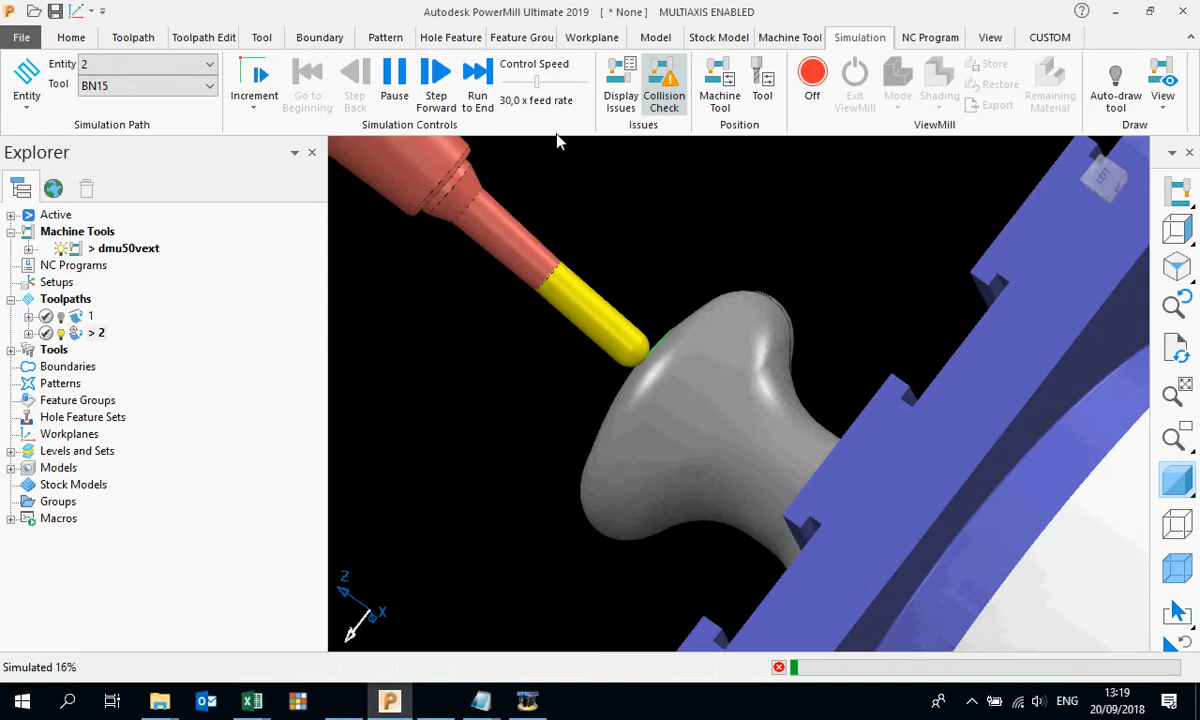 Autodesk PowerMill Ultimate 2019 [ * None ] MULTIAXIS ENABLED
File Home Toolpath Toolpath Edit Tool Boundary Pattern Hole Feature Feature Grou Workplane Model Stock Model Machine Tool Simulation NC Program View CUSTOM
Entity 2
Tool BN15
Entity
Simulation Path
Increment
Go to Beginning
Step Back
Pause
Step Forward
Run to End
Control Speed
30,0 x feed rate
Simulation Controls
Display Issues
Collision Check
Issues
Machine Tool
Tool
Position
Off
Exit ViewMill
Mode
Shading
Store
Restore
Export
Remaining Material
ViewMill
Auto-draw tool
View
Draw
Explorer
Active
Machine Tools
> dmu50vext
NC Programs
Setups
Toolpaths
1
> 2
Tools
Boundaries
Patterns
Feature Groups
Hole Feature Sets
Workplanes
Levels and Sets
Models
Stock Models
Groups
Macros
LEFT
Z
X
Simulated 16%
ENG
13:19
20/09/2018